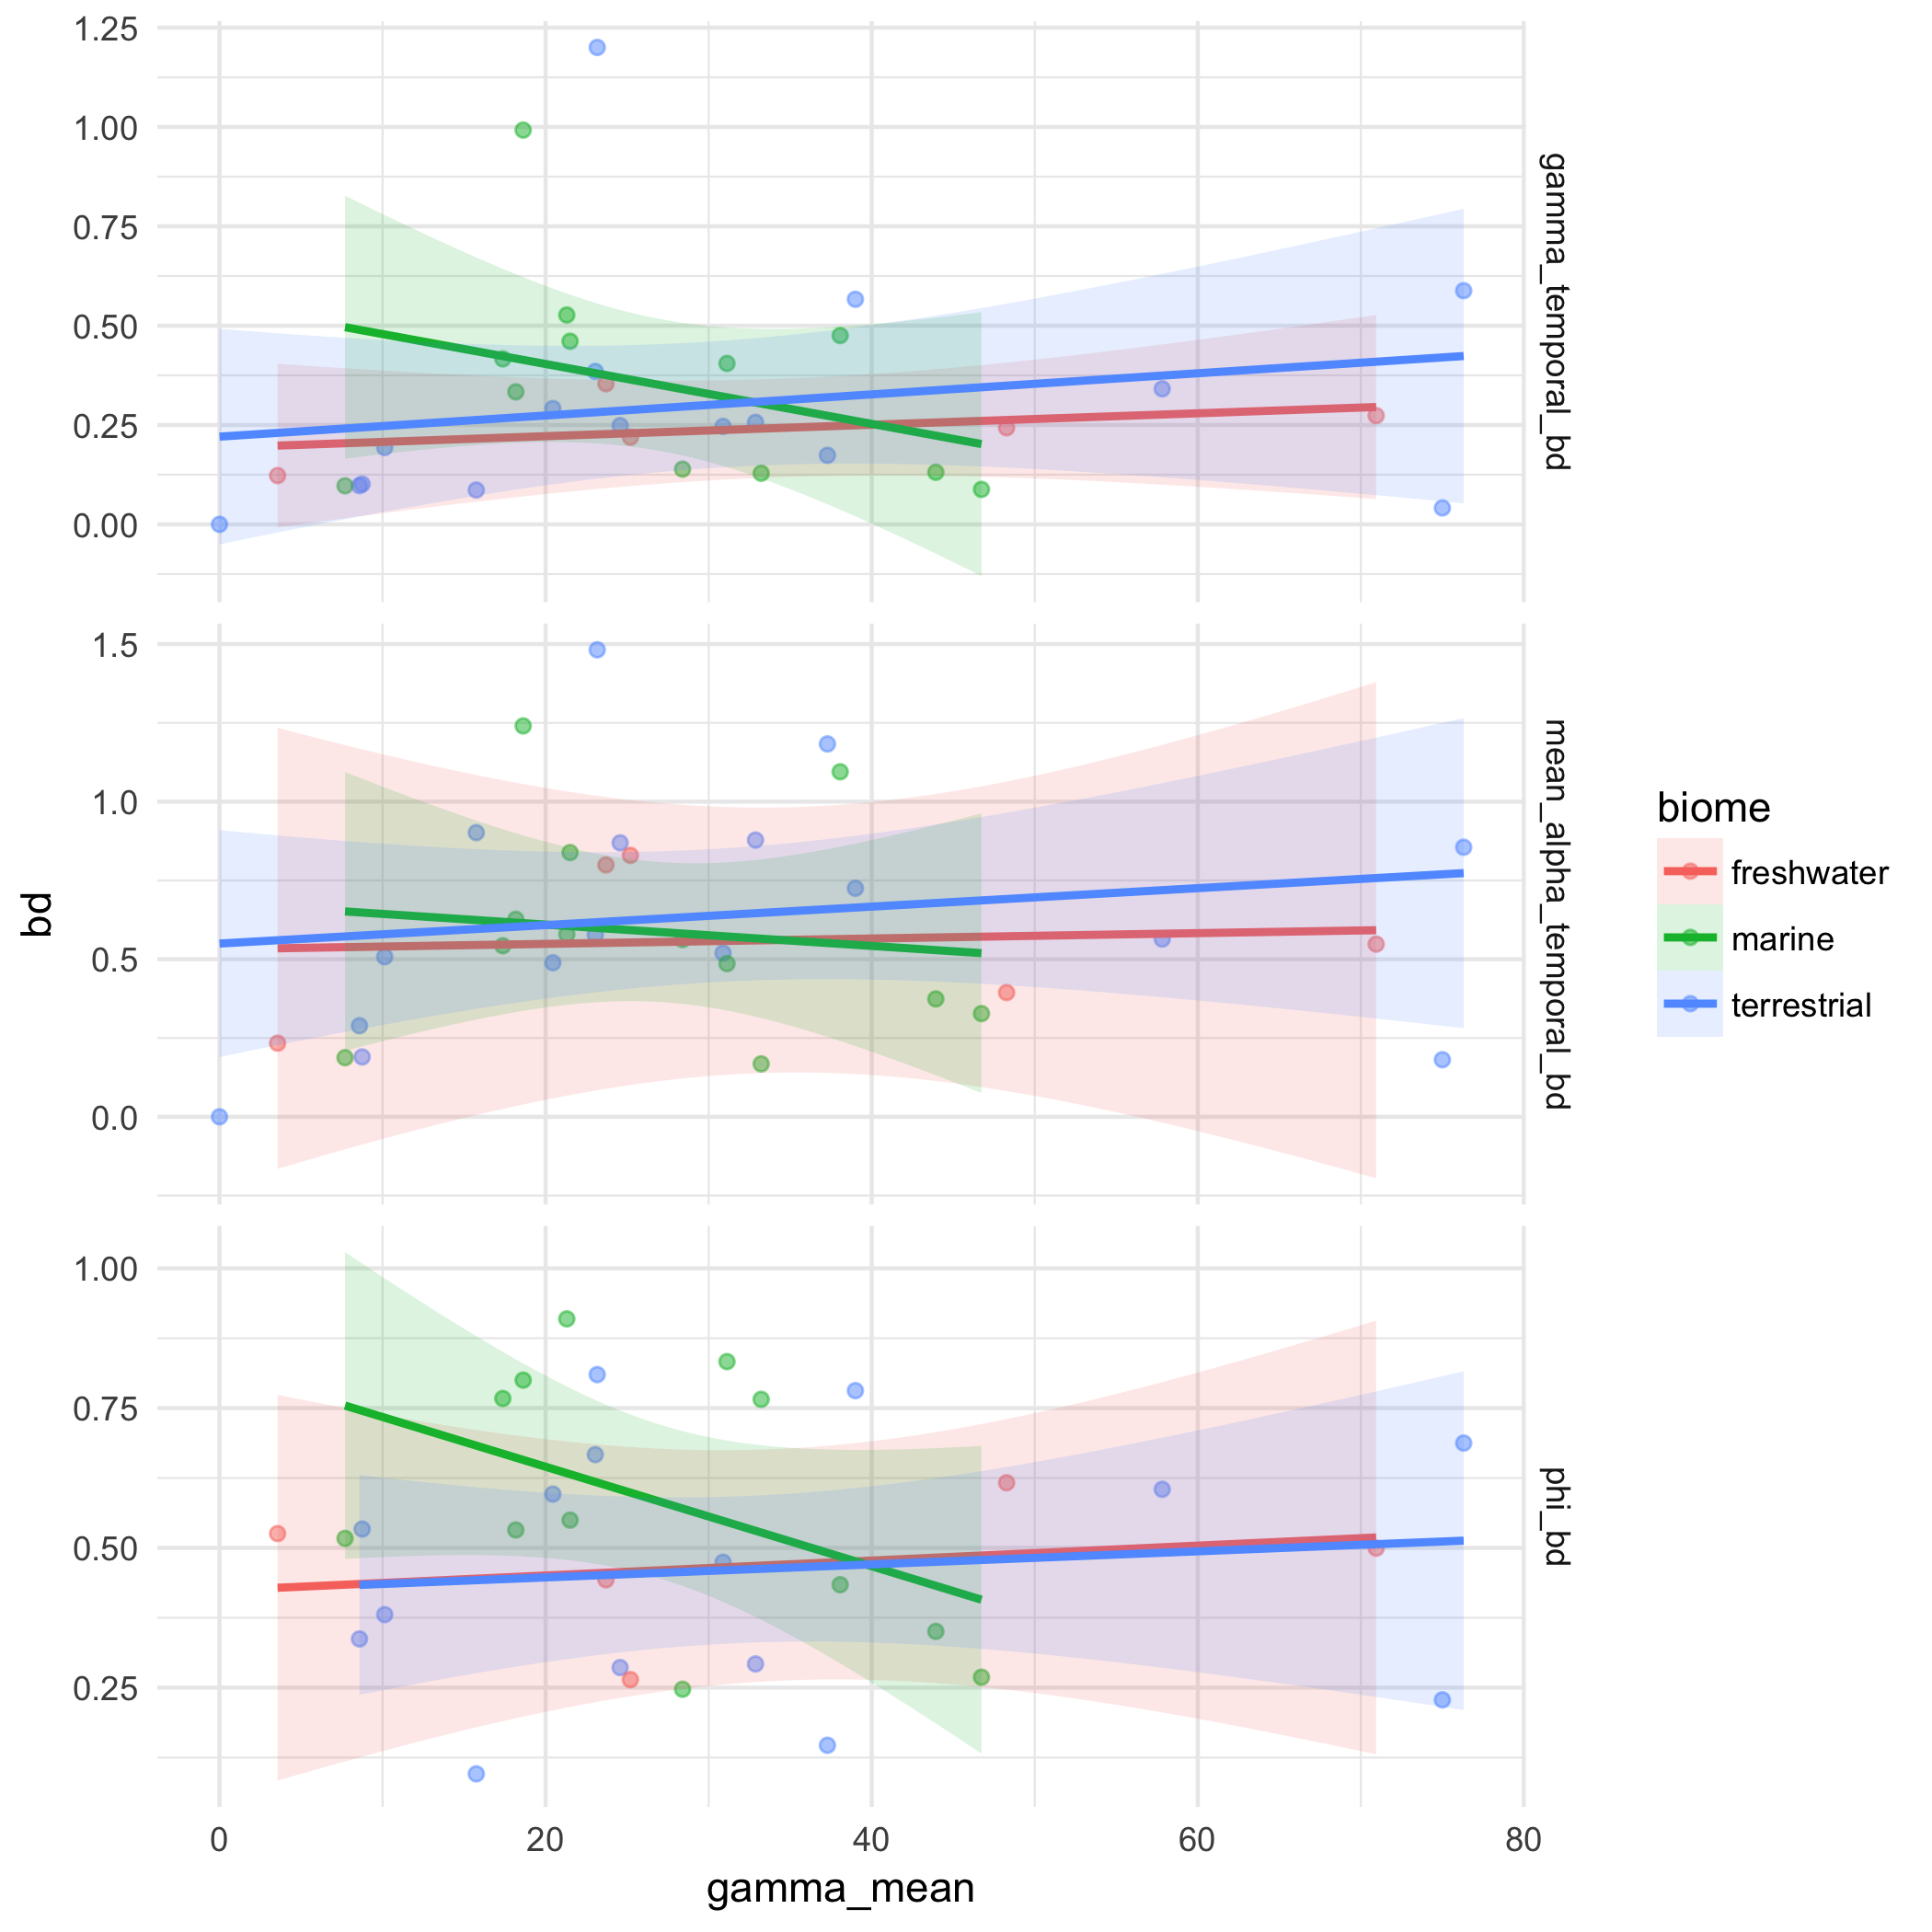 1.25
1.00
0.75
0.50
0.25
0.00
gamma_temporal_bd
1.5
1.0
0.5
0.0
mean_alpha_temporal_bd
bd
1.00
0.75
0.50
0.25
phi_bd
0 20 40 60 80
gamma_mean
biome
freshwater
marine
terrestrial